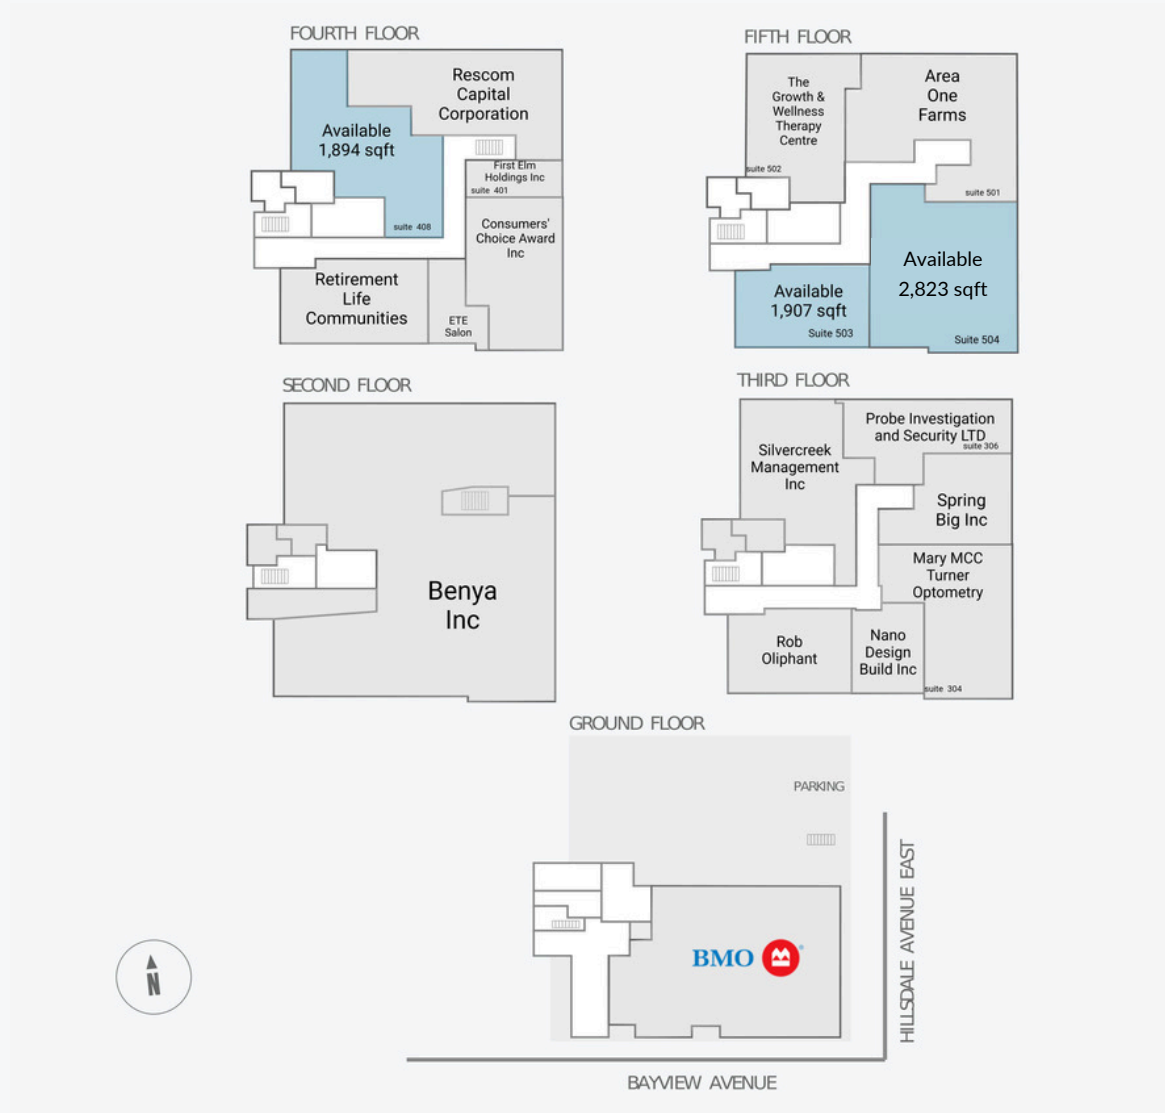 FOURTH FLOOR
Rescom
Capital
Corporation
Available
1,894 sqft
First Elm
Holdings Inc
suite 401
suite 408
Consumers'
Choice Award
Inc
Retirement
Life
Communities
ETE
Salon
FIFTH FLOOR
The
Growth &
Wellness
Therapy
Centre
suite 502
Area
One
Farms
suite 501
Available
2,823 sqft
Suite 504
Available
1,907 sqft
Suite 503
SECOND FLOOR
Benya
Inc
THIRD FLOOR
Probe Investigation
and Security LTD
suite 306
Silvercreek
Management
Inc
Spring
Big Inc
Mary MCC
Turner
Optometry
Rob
Oliphant
Nano
Design
Build Inc
suite 304
GROUND FLOOR
PARKING
BMO
®
HILLSDALE AVENUE EAST
N
BAYVIEW AVENUE